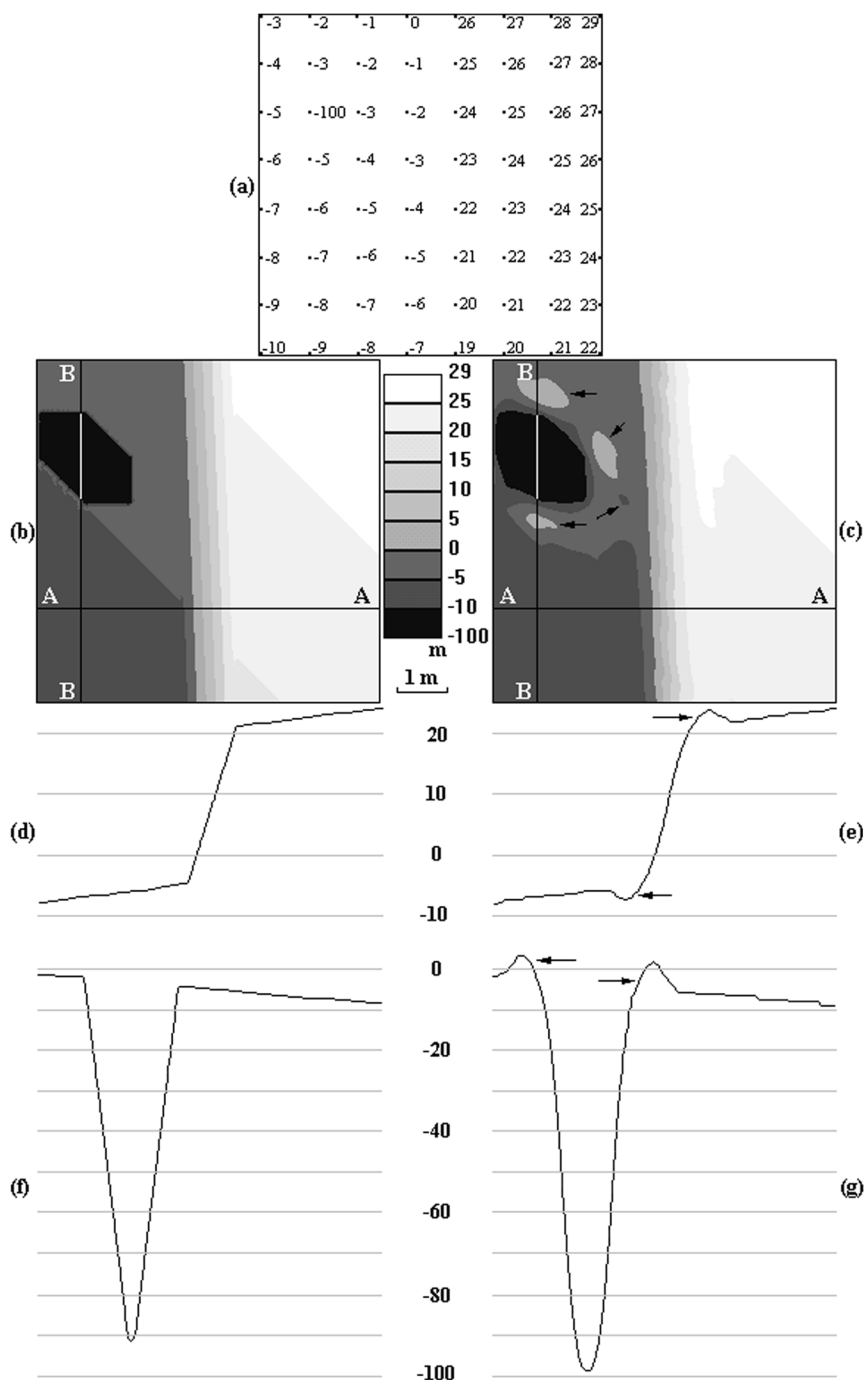 -3 -2 -1 0 26 27 28 29
-4 -3 -2 -1 25 26 27 28
-5 -100 -3 -2 24 25 26 27
-6 -5 -4 -3 23 24 25 26
(a)
-7 -6 -5 -4 22 23 24 25
-8 -7 -6 -5 21 22 23 24
-9 -8 -7 -6 20 21 22 23
-10 -9 -8 -7 19 20 21 22
B
29
B
25
20
15
10
(b)
5
(c)
0
-5
A A
-10
A A
-100
m
B
1 m
B
20
10
(d)
0
(e)
-10
0
-20
-40
(f)
-60
(g)
-80
-100